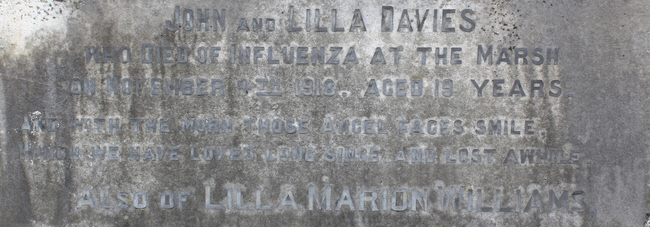 JOHN AND LILLA DAVIES
WHO DIED OF INFLUENZA AT THE MARSH
ON NOVEMBER 4TH 1918, AGED 19 YEARS.
AND WITH THE MORN THOSE ANGEL FACES SMILE,
WHICH WE HAVE LOVED LONG SINCE, AND LOST AWHILE.
ALSO OF LILLA MARION WILLIAMS